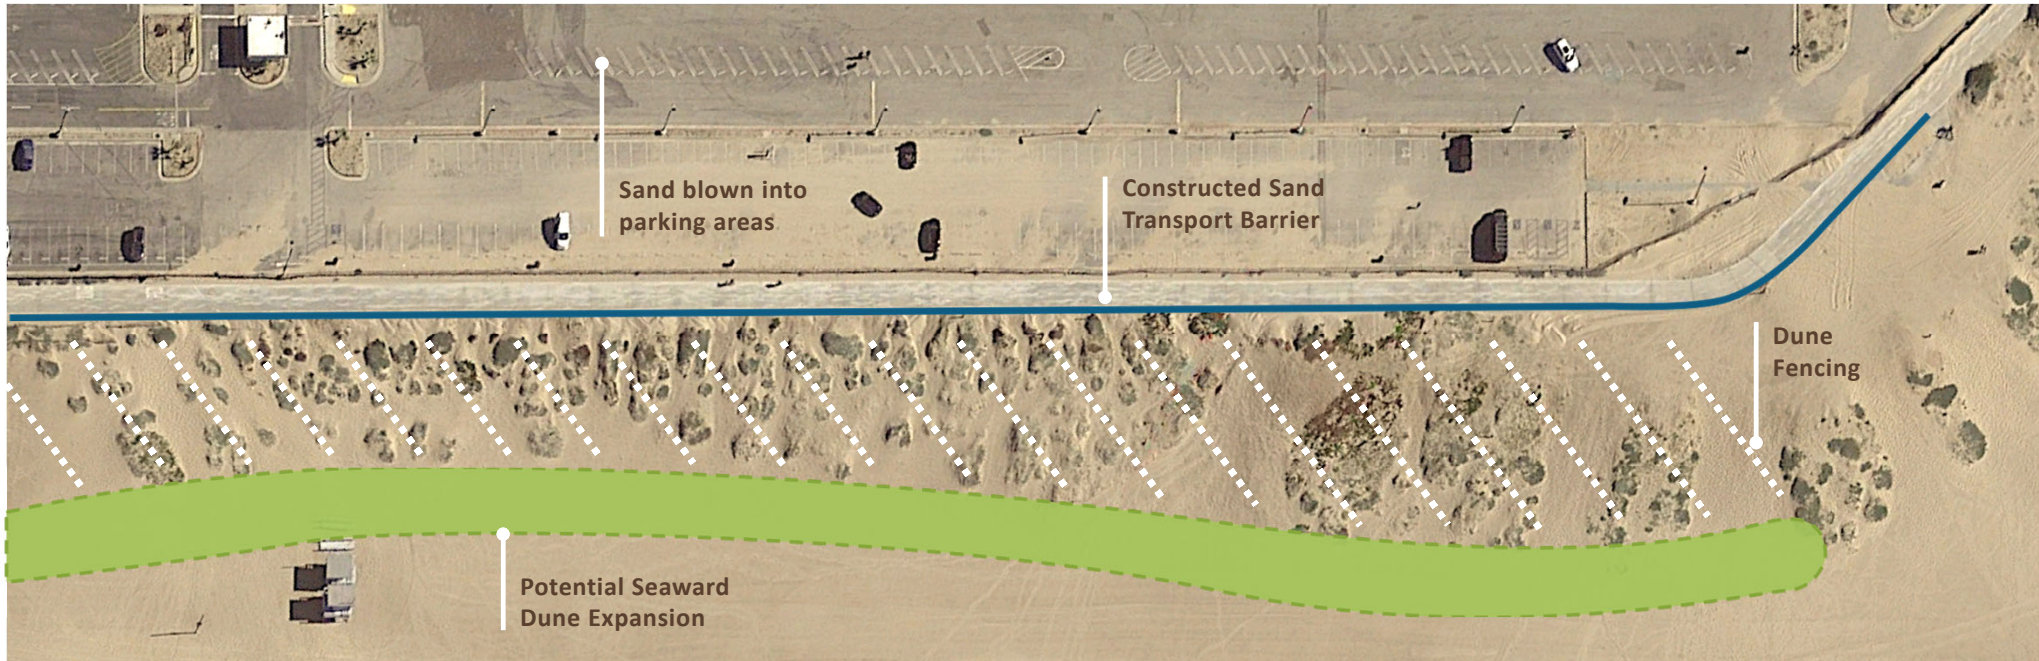 Sand blown into
parking areas
Constructed Sand
Transport Barrier
Dune
Fencing
Potential Seaward
Dune Expansion